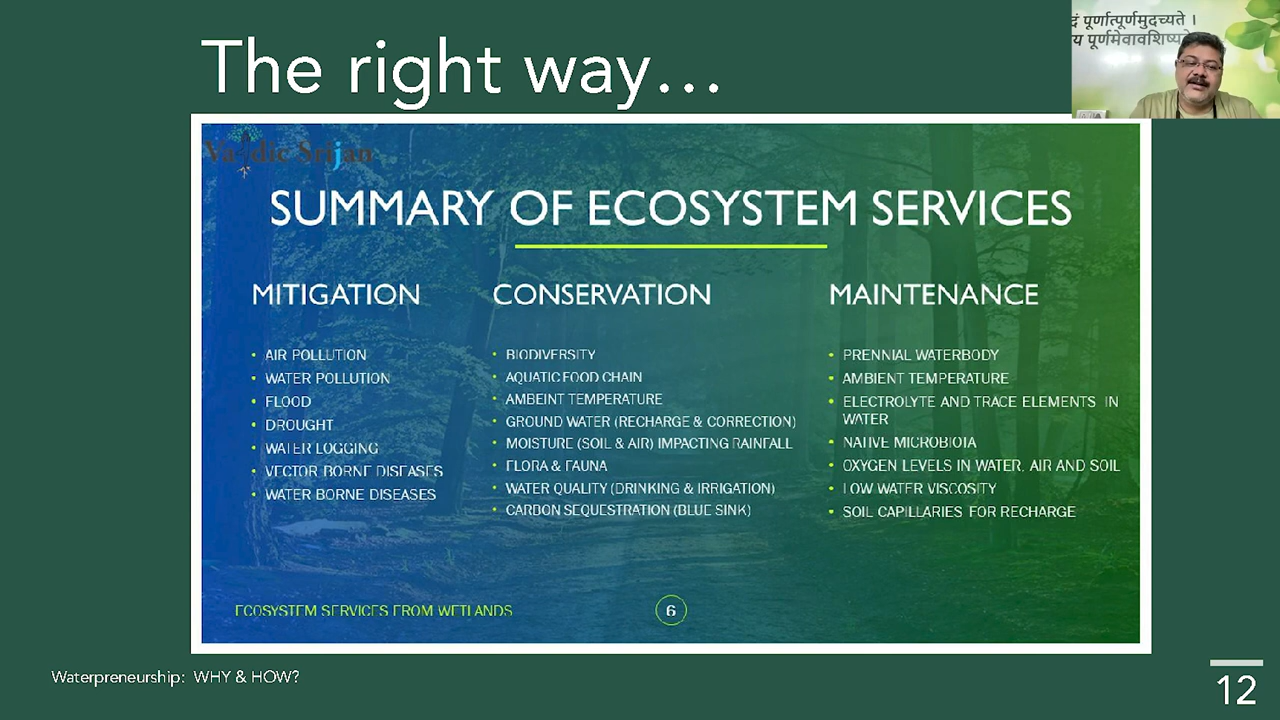 The right way...
द्रं पूर्णात्पूर्णमुदच्यते ।
य पूर्णमेवावशिष्यते
Vaidic Srijan
SUMMARY OF ECOSYSTEM SERVICES
MITIGATION
• AIR POLLUTION
• WATER POLLUTION
• FLOOD
• DROUGHT
• WATER LOGGING
• VECTOR BORNE DISEASES
• WATER BORNE DISEASES
CONSERVATION
• BIODIVERSITY
• AQUATIC FOOD CHAIN
• AMBEINT TEMPERATURE
• GROUND WATER (RECHARGE & CORRECTION)
• MOISTURE (SOIL & AIR) IMPACTING RAINFALL
• FLORA & FAUNA
• WATER QUALITY (DRINKING & IRRIGATION)
• CARBON SEQUESTRATION (BLUE SINK)
MAINTENANCE
• PRENNIAL WATERBODY
• AMBIENT TEMPERATURE
• ELECTROLYTE AND TRACE ELEMENTS IN
WATER
• NATIVE MICROBIOTA
• OXYGEN LEVELS IN WATER, AIR AND SOIL
• LOW WATER VISCOSITY
• SOIL CAPILLARIES FOR RECHARGE
ECOSYSTEM SERVICES FROM WETLANDS
6
Waterpreneurship: WHY & HOW?
12